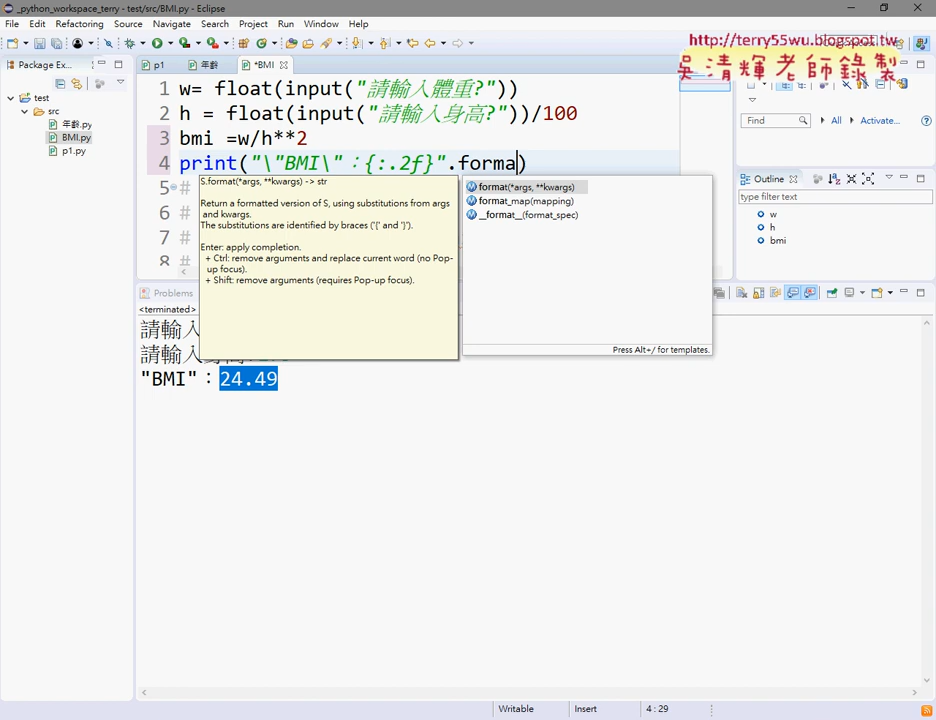 _python_workspace_terry - test/src/BMI.py - Eclipse
File Edit Refactoring Source Navigate Search Project Run Window Help
http://terry55wu.blogspot.tw
吳清輝老師錄製
Package Ex...
p1
年齡
*BMI
test
src
年齡.py
BMI.py
p1.py
1 w= float(input("請輸入體重?"))
2 h = float(input("請輸入身高?"))/100
3 bmi =w/h**2
4 print("\"BMI\"：{:.2f}".forma)
5 #
6 #
7 #
8 #
S.format(*args, **kwargs) -> str
Return a formatted version of S, using substitutions from args
and kwargs.
The substitutions are identified by braces ('{' and '}').
Enter: apply completion.
+ Ctrl: remove arguments and replace current word (no Pop-
up focus).
+ Shift: remove arguments (requires Pop-up focus).
format(*args, **kwargs)
format_map(mapping)
__format__(format_spec)
Press Alt+/ for templates.
Find
All
Activate...
Outline
type filter text
w
h
bmi
Problems
<terminated>
請輸入
請輸入
"BMI"：24.49
Writable
Insert
4 : 29